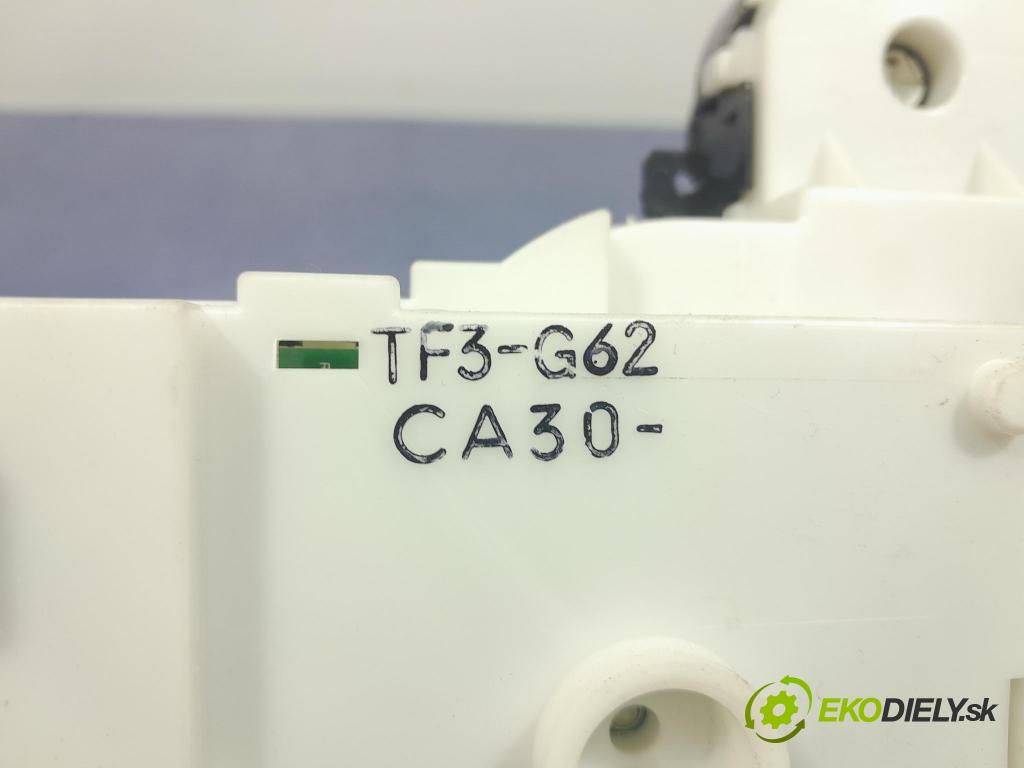 TF3-G62
CA30-
EKODIELY.sk